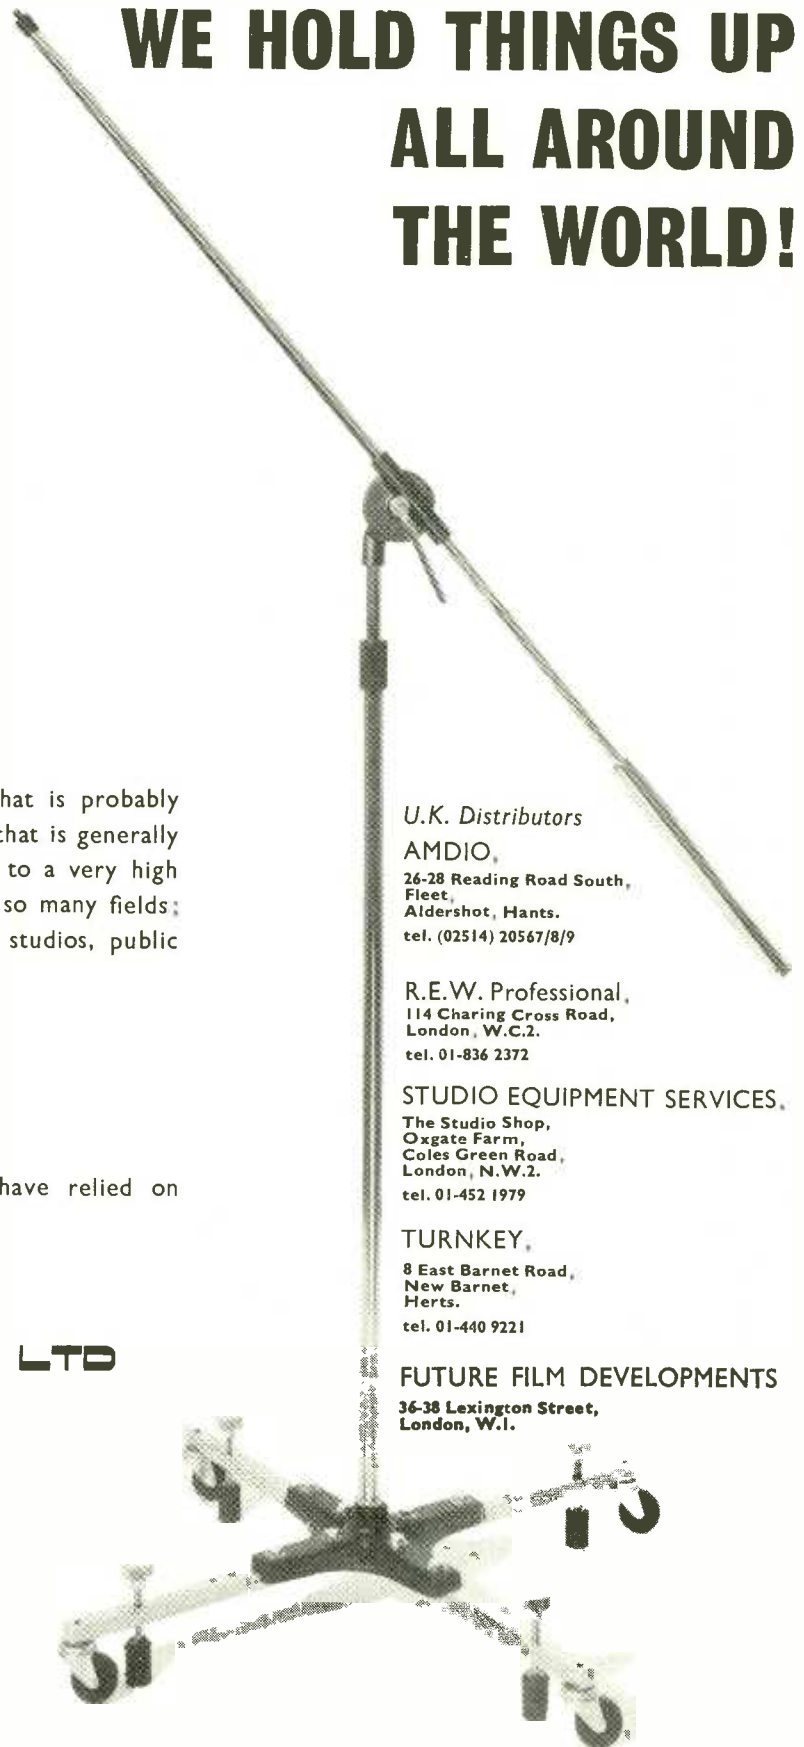 WE HOLD THINGS UP
ALL AROUND
THE WORLD!
hat is probably
that is generally
to a very high
so many fields;
studios, public
have relied on
LTD
U.K. Distributors
AMDIO,
26-28 Reading Road South,
Fleet,
Aldershot, Hants.
tel. (02514) 20567/8/9
R.E.W. Professional,
114 Charing Cross Road,
London, W.C.2.
tel. 01-836 2372
STUDIO EQUIPMENT SERVICES,
The Studio Shop,
Oxgate Farm,
Coles Green Road,
London, N.W.2.
tel. 01-452 1979
TURNKEY,
8 East Barnet Road,
New Barnet,
Herts.
tel. 01-440 9221
FUTURE FILM DEVELOPMENTS
36-38 Lexington Street,
London, W.I.